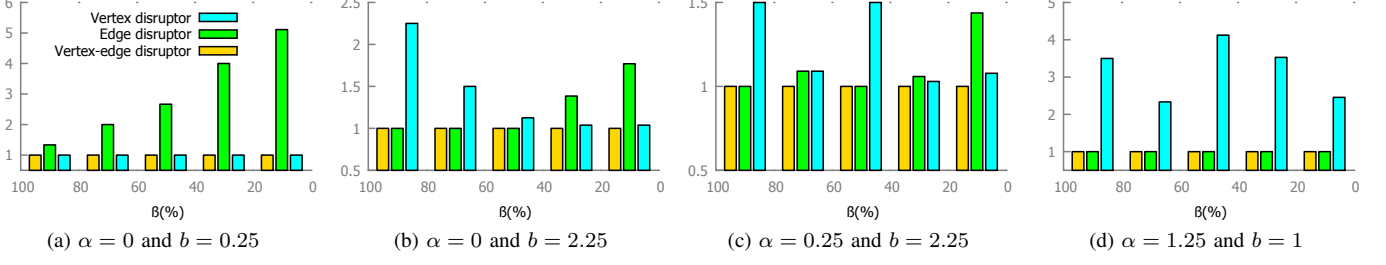 Vertex disruptor
Edge disruptor
Vertex-edge disruptor
6
5
4
3
2
1
100 80 60 40 20 0
ß(%)
(a) α = 0 and b = 0.25
2.5
2
1.5
1
0.5
100 80 60 40 20 0
ß(%)
(b) α = 0 and b = 2.25
1.5
1
0.5
100 80 60 40 20 0
ß(%)
(c) α = 0.25 and b = 2.25
5
4
3
2
1
100 80 60 40 20 0
ß(%)
(d) α = 1.25 and b = 1